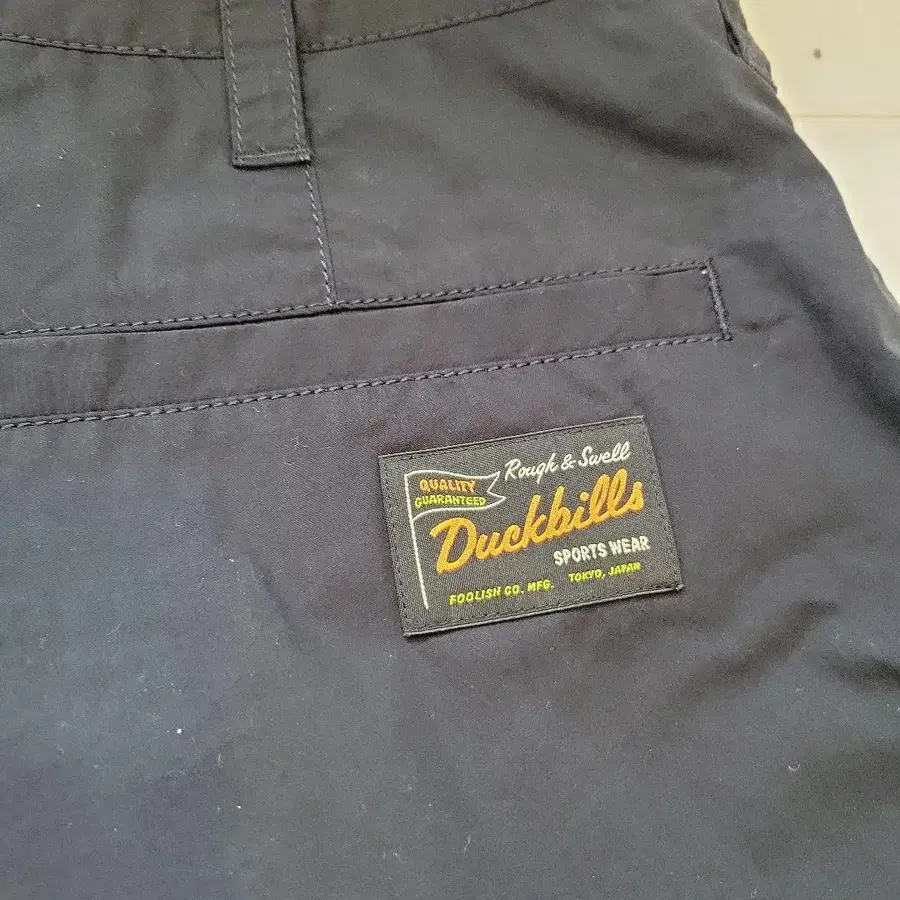 Rough & Swell
QUALITY
GUARANTEED
Duckbills
SPORTS WEAR
FOOLISH CO. MFG. TOKYO, JAPAN